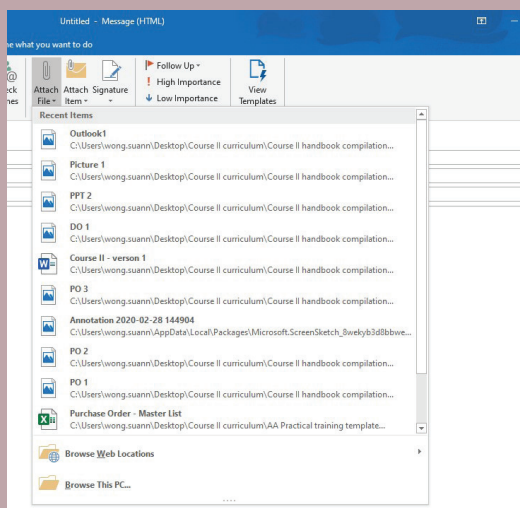 Untitled - Message (HTML)
me what you want to do
Attach File
Attach Item
Signature
Follow Up
High Importance
Low Importance
View Templates
Recent Items
Outlook1
C:\Users\wong.suann\Desktop\Course II curriculum\Course II handbook compilation...
Picture 1
C:\Users\wong.suann\Desktop\Course II curriculum\Course II handbook compilation...
PPT 2
C:\Users\wong.suann\Desktop\Course II curriculum\Course II handbook compilation...
DO 1
C:\Users\wong.suann\Desktop\Course II curriculum\Course II handbook compilation...
Course II - verson 1
C:\Users\wong.suann\Desktop\Course II curriculum\Course II handbook compilation...
PO 3
C:\Users\wong.suann\Desktop\Course II curriculum\Course II handbook compilation...
Annotation 2020-02-28 144904
C:\Users\wong.suann\AppData\Local\Packages\Microsoft.ScreenSketch_8wekyb3d8bbwe...
PO 2
C:\Users\wong.suann\Desktop\Course II curriculum\Course II handbook compilation...
PO 1
C:\Users\wong.suann\Desktop\Course II curriculum\Course II handbook compilation...
Purchase Order - Master List
C:\Users\wong.suann\Desktop\Course II curriculum\AA Practical training template...
Browse Web Locations
Browse This PC...